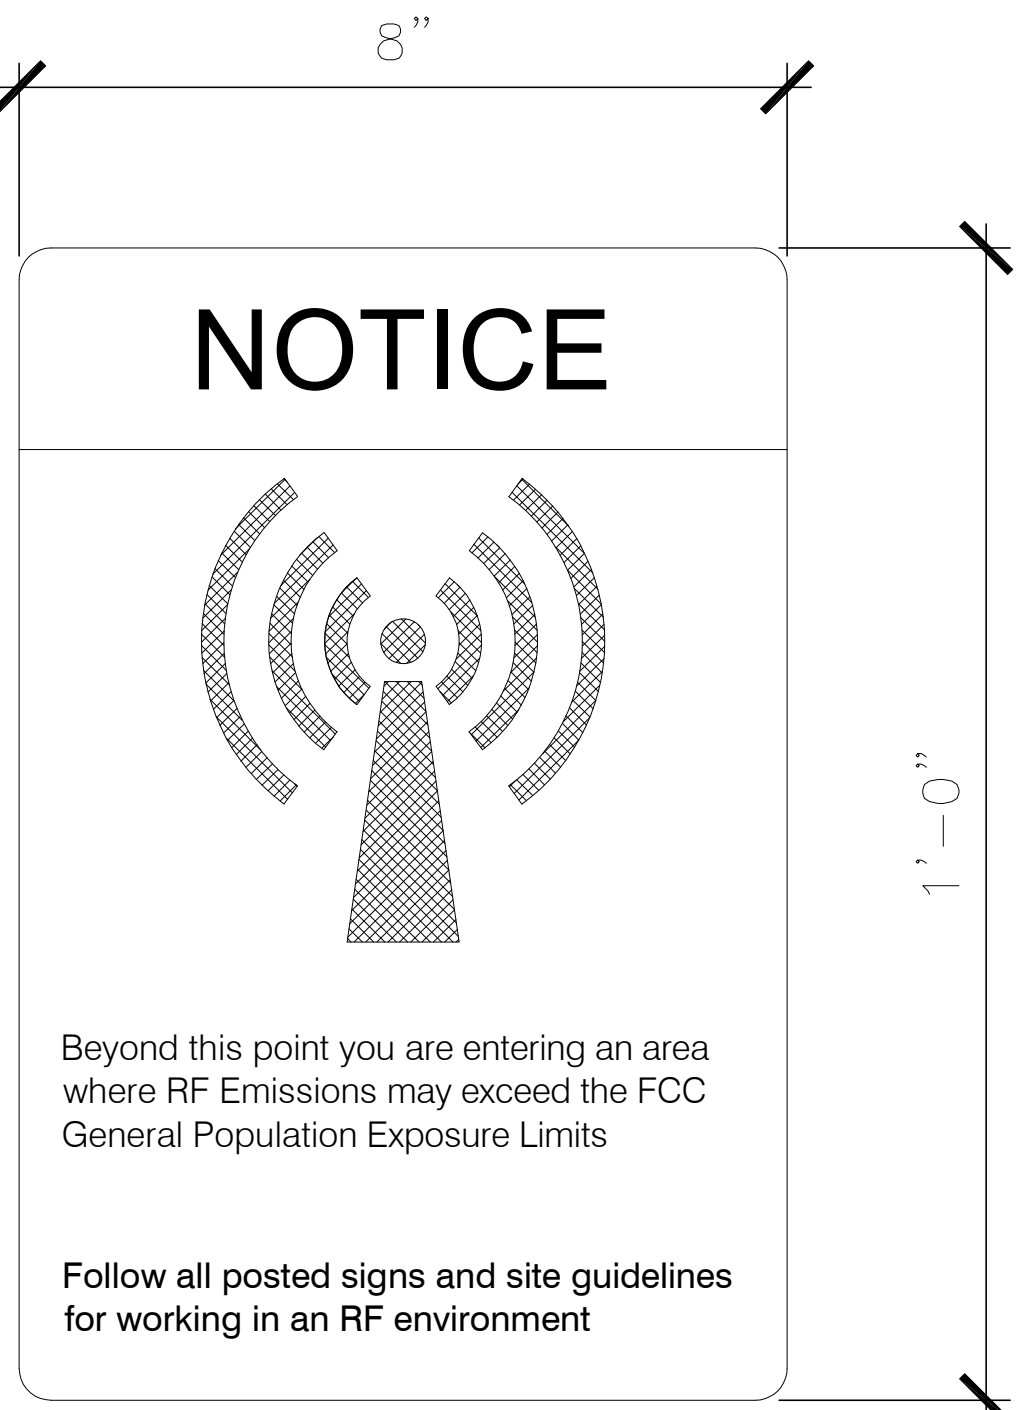 8"
NOTICE
1'-0"
Beyond this point you are entering an area
where RF Emissions may exceed the FCC
General Population Exposure Limits
Follow all posted signs and site guidelines
for working in an RF environment